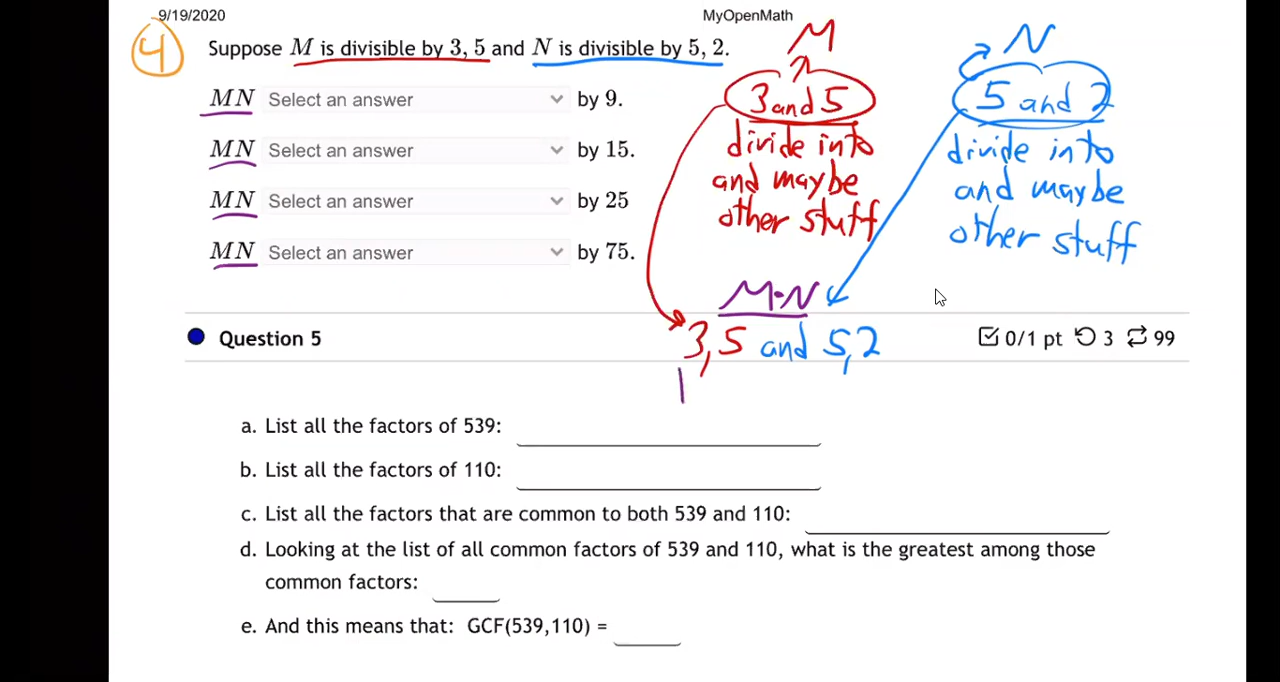 9/19/2020
MyOpenMath
4
Suppose M is divisible by 3, 5 and N is divisible by 5, 2.
MN Select an answer by 9.
MN Select an answer by 15.
MN Select an answer by 25
MN Select an answer by 75.
M
3 and 5
divide into
and maybe
other stuff
N
5 and 2
divide into
and maybe
other stuff
M·N
3, 5 and 5, 2
Question 5
0/1 pt 3 99
a. List all the factors of 539:
b. List all the factors of 110:
c. List all the factors that are common to both 539 and 110:
d. Looking at the list of all common factors of 539 and 110, what is the greatest among those
common factors:
e. And this means that: GCF(539,110) =